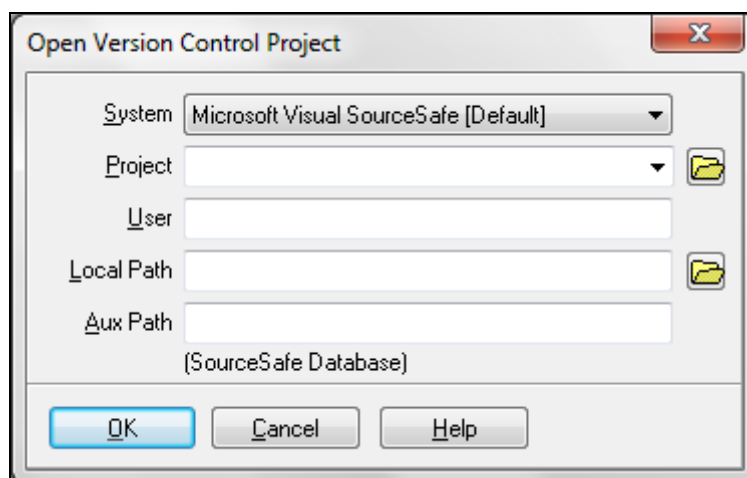 Open Version Control Project
System Microsoft Visual SourceSafe [Default]
Project
User
Local Path
Aux Path
(SourceSafe Database)
OK Cancel Help